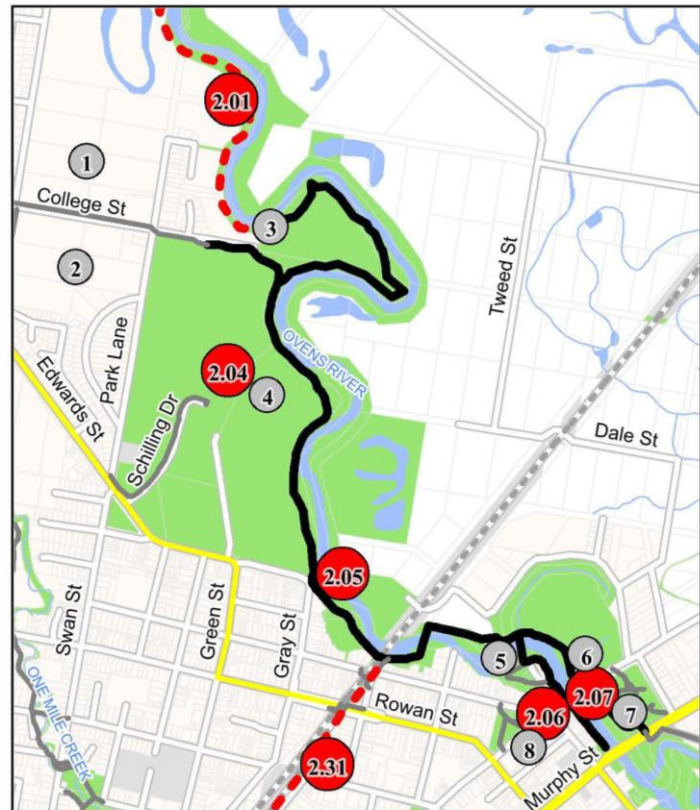 2.01
1
College St
3
2
Tweed St
OVENS RIVER
Park Lane
2.04
4
Edwards St
Schilling Dr
Dale St
2.05
Swan St
Green St
Gray St
5
6
2.07
7
2.06
Rowan St
8
ONE MILE CREEK
2.31
Murphy St